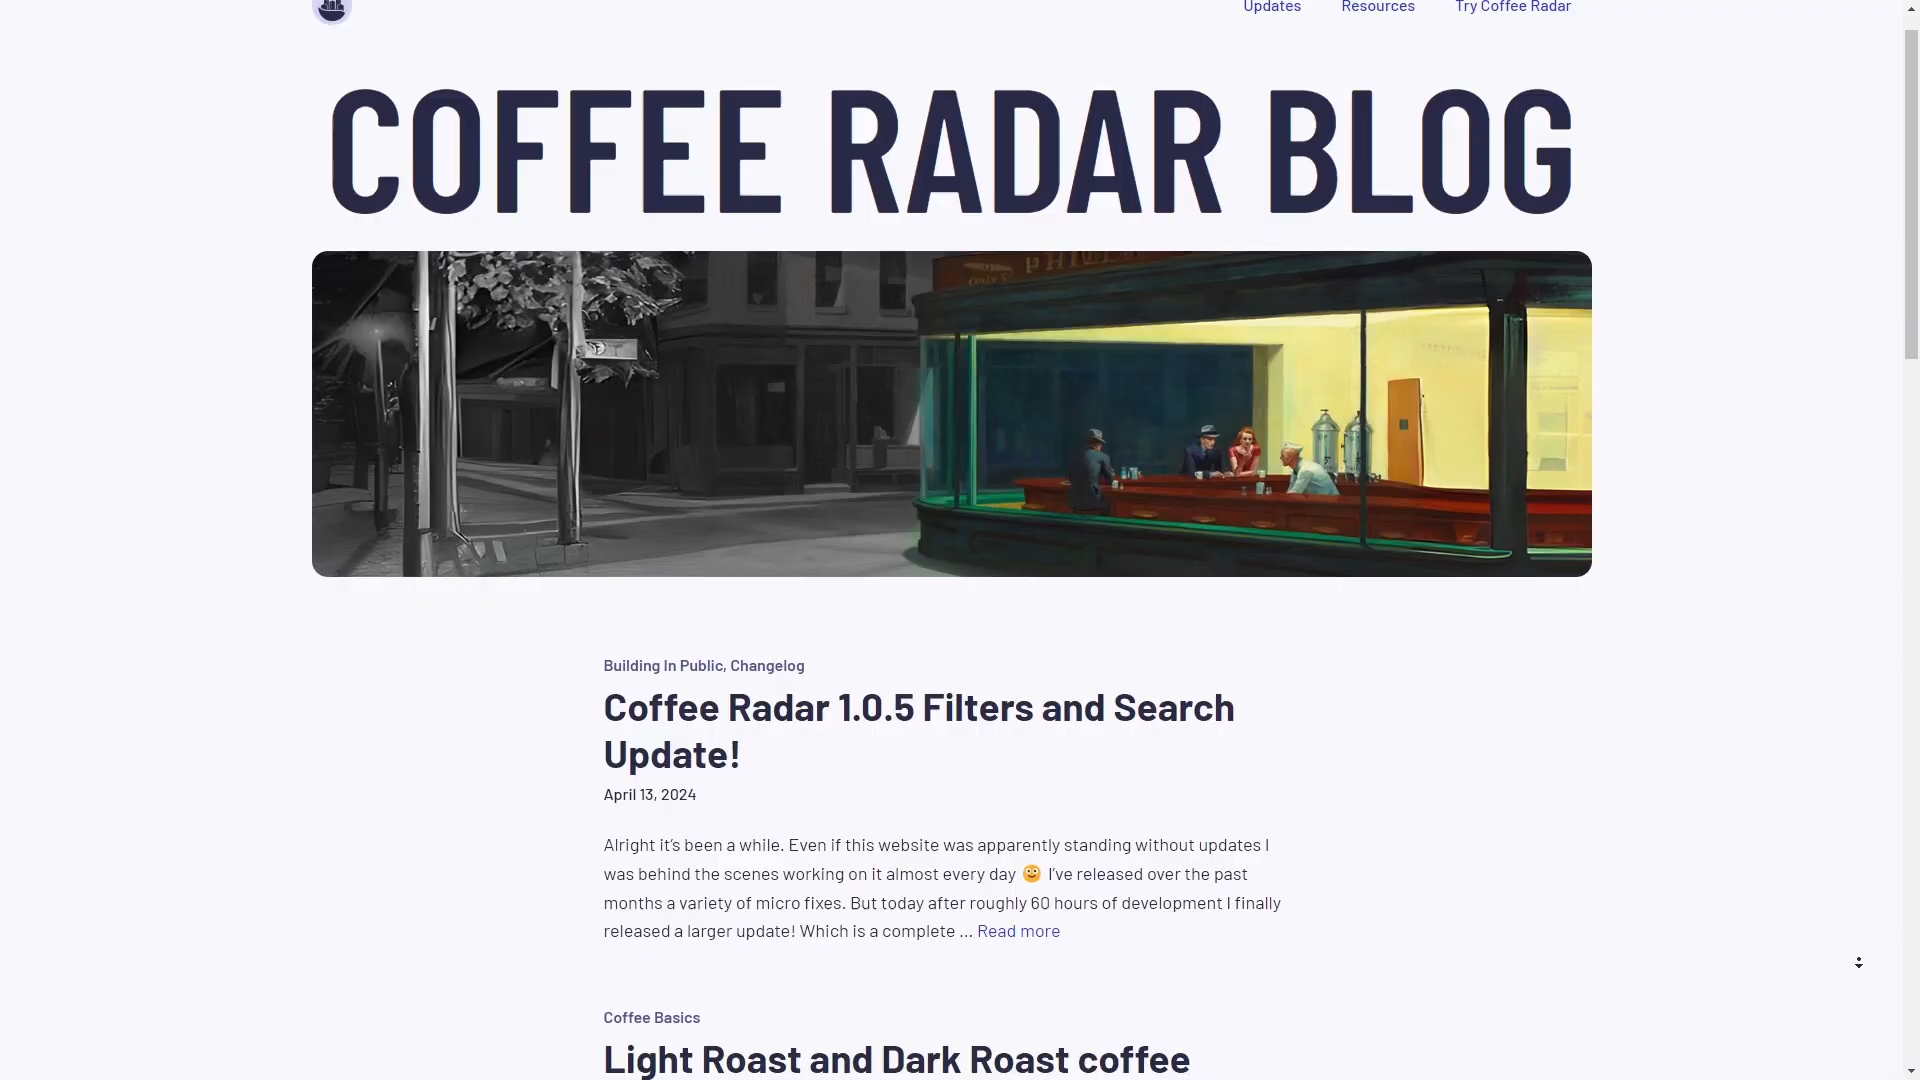 Updates Resources Try Coffee Radar
COFFEE RADAR BLOG
Building In Public, Changelog
Coffee Radar 1.0.5 Filters and Search
Update!
April 13, 2024
Alright it's been a while. Even if this website was apparently standing without updates I
was behind the scenes working on it almost every day 🙂 I've released over the past
months a variety of micro fixes. But today after roughly 60 hours of development I finally
released a larger update! Which is a complete ... Read more
Coffee Basics
Light Roast and Dark Roast coffee